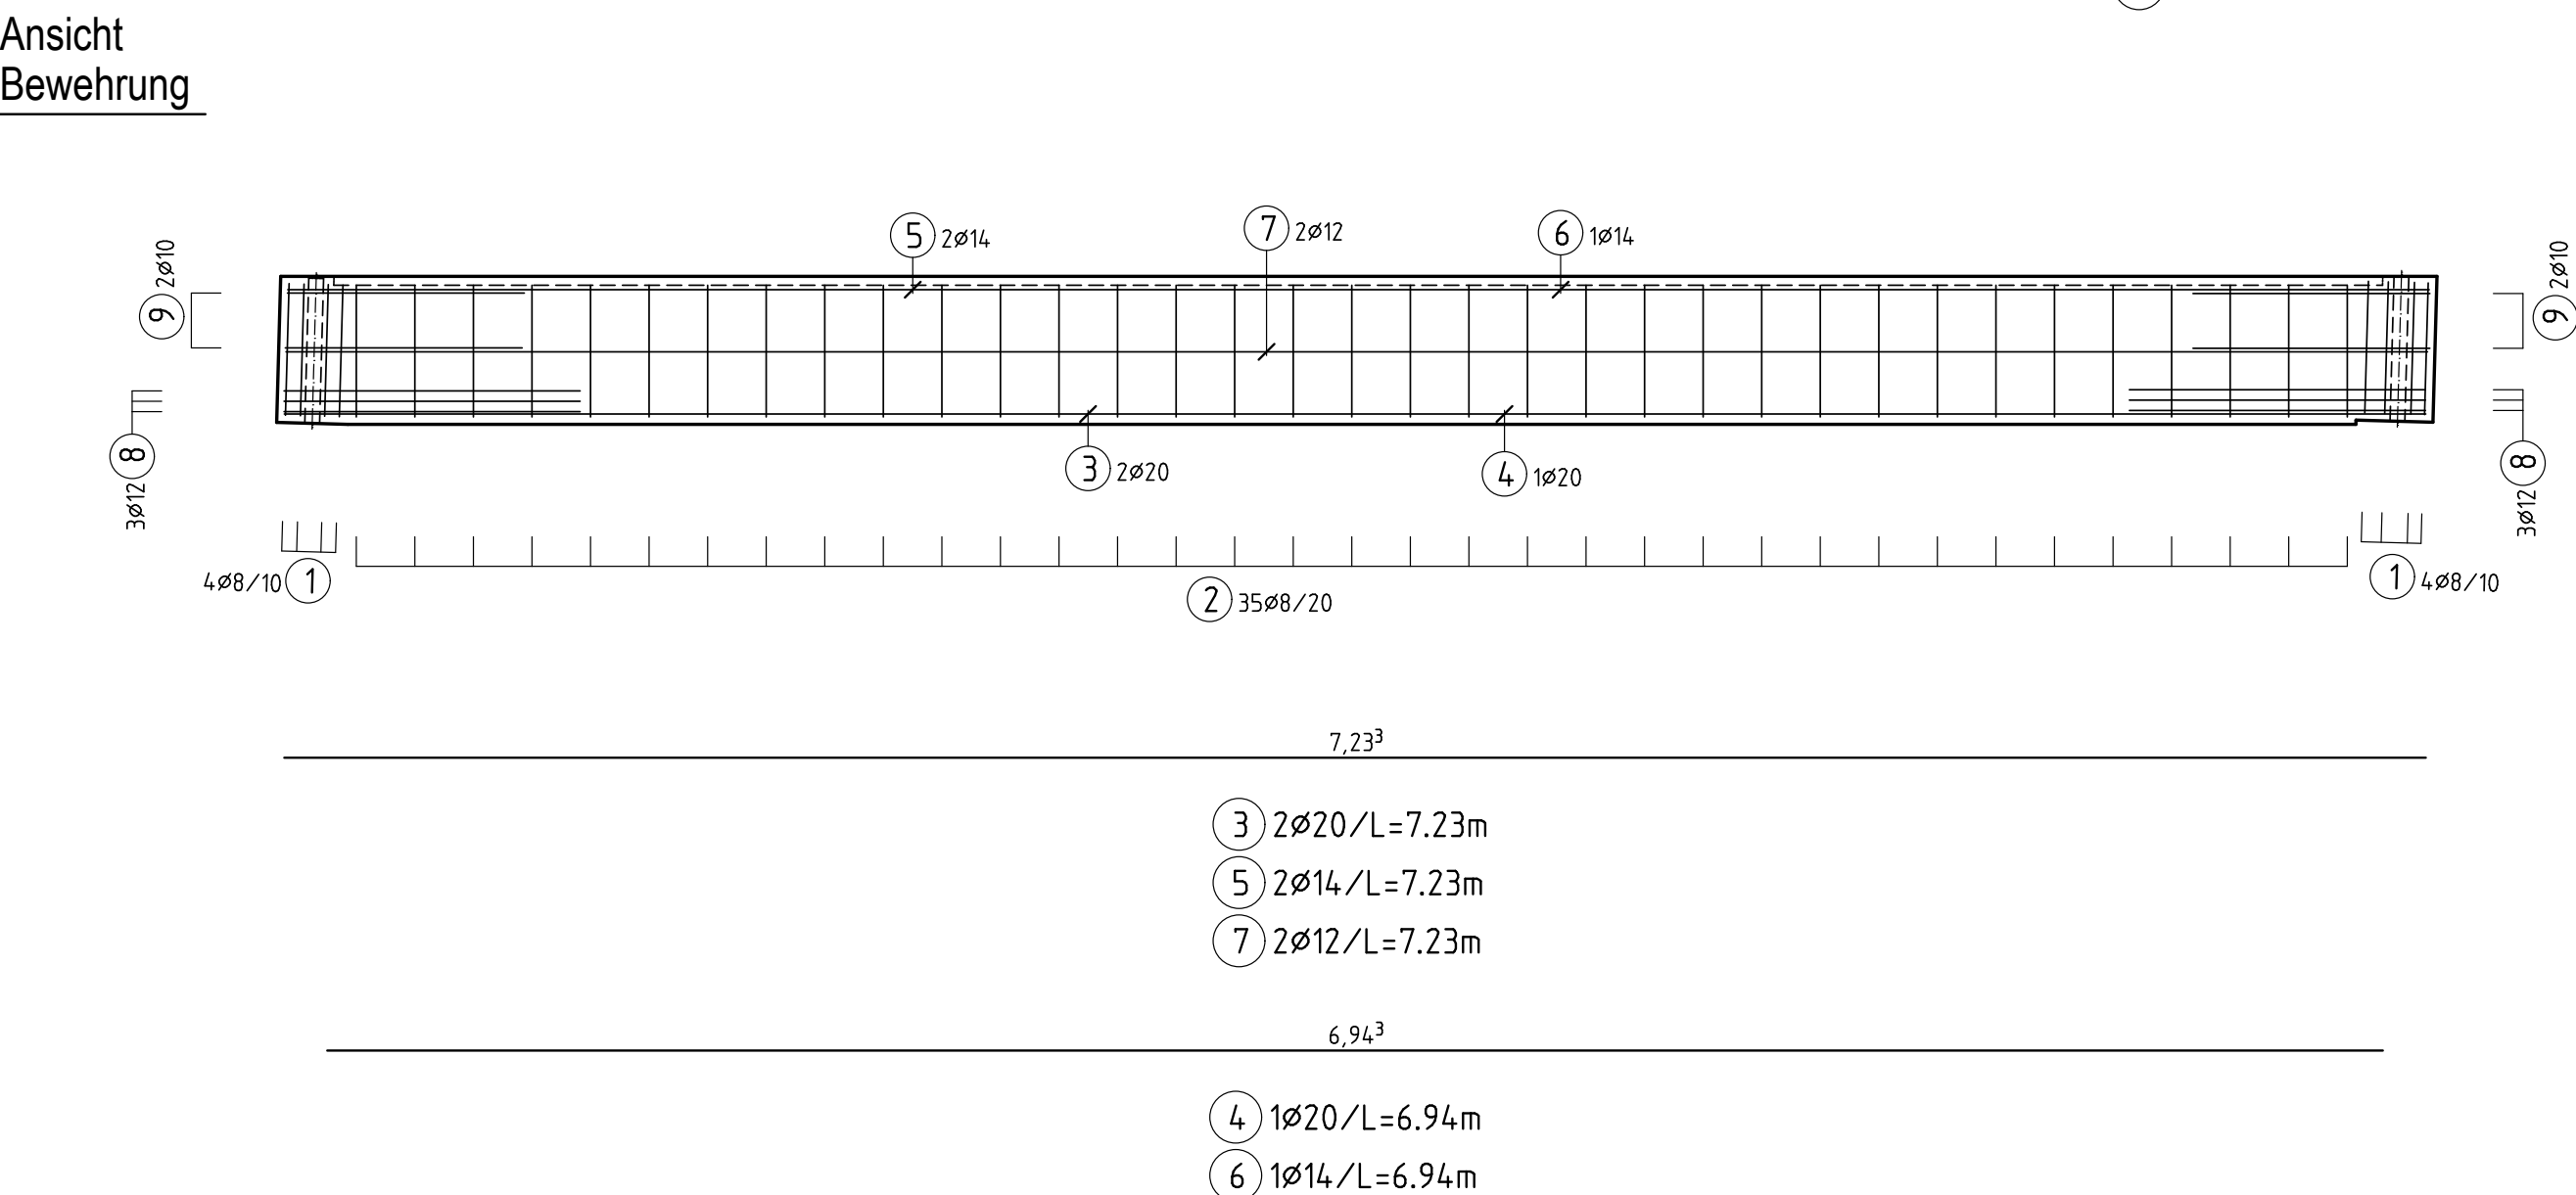 Ansicht
Bewehrung
5 2ø14
7 2ø12
6 1ø14
9 2ø10
9 2ø10
8 3ø12
8 3ø12
3 2ø20
4 1ø20
4ø8/10 1
2 35ø8/20
1 4ø8/10
7,23³
3 2ø20/L=7.23m
5 2ø14/L=7.23m
7 2ø12/L=7.23m
6,94³
4 1ø20/L=6.94m
6 1ø14/L=6.94m